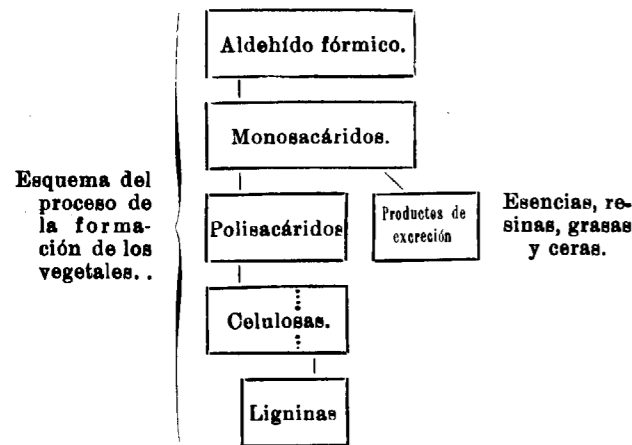 Aldehído fórmico.
Monosacáridos.
Esquema del
proceso de
la forma-
ción de los
vegetales. .
Polisacáridos
Productos de
excreción
Esencias, re-
sinas, grasas
y ceras.
Celulosas.
Ligninas